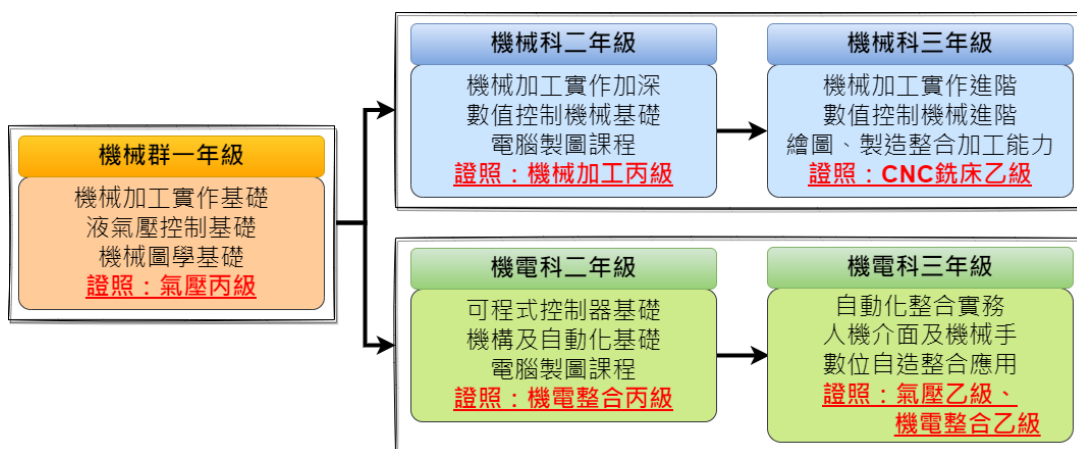 機械群一年級
機械加工實作基礎
液氣壓控制基礎
機械圖學基礎
證照：氣壓丙級
機械科二年級
機械加工實作加深
數值控制機械基礎
電腦製圖課程
證照：機械加工丙級
機械科三年級
機械加工實作進階
數值控制機械進階
繪圖、製造整合加工能力
證照：CNC銑床乙級
機電科二年級
可程式控制器基礎
機構及自動化基礎
電腦製圖課程
證照：機電整合丙級
機電科三年級
自動化整合實務
人機介面及機械手
數位自造整合應用
證照：氣壓乙級、
機電整合乙級